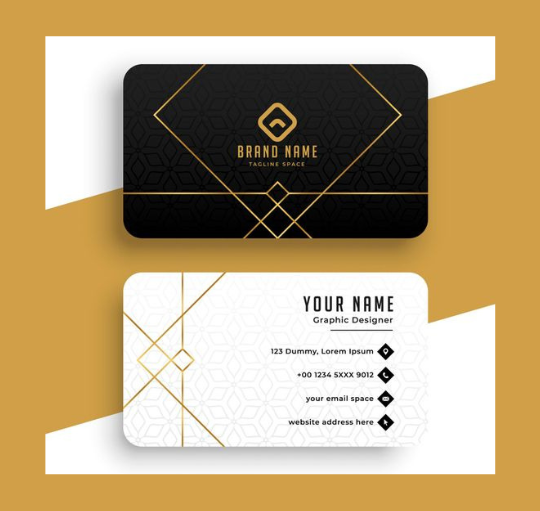 BRAND NAME
TAGLINE SPACE
YOUR NAME
Graphic Designer
123 Dummy, Lorem Ipsum
+00 1234 5XXX 9012
your email space
website address here